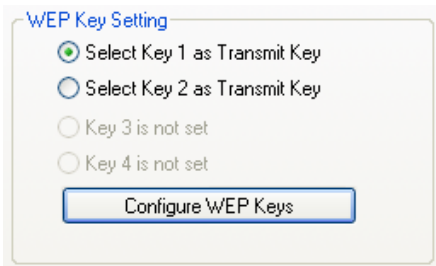 WEP Key Setting
Select Key 1 as Transmit Key
Select Key 2 as Transmit Key
Key 3 is not set
Key 4 is not set
Configure WEP Keys